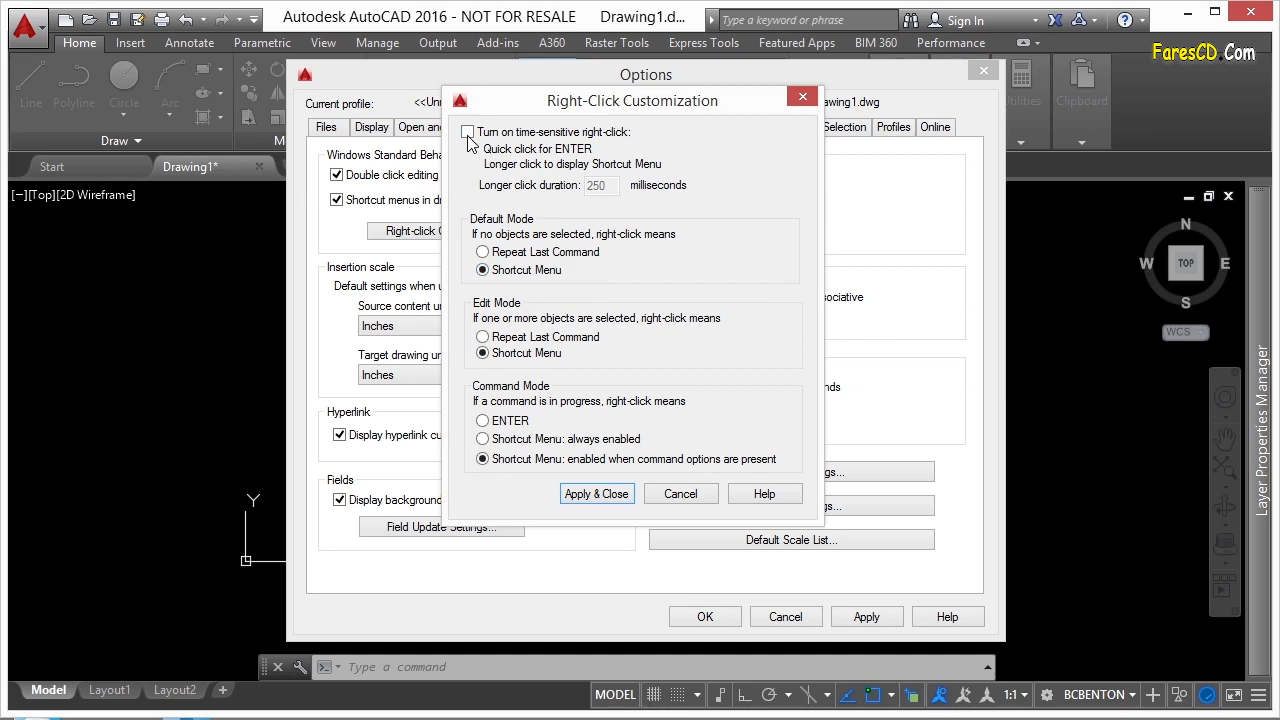 Autodesk AutoCAD 2016 - NOT FOR RESALE Drawing1.d... Type a keyword or phrase Sign In
Home Insert Annotate Parametric View Manage Output Add-ins A360 Raster Tools Express Tools Featured Apps BIM 360 Performance
FaresCD.Com
Line Polyline Circle Arc Utilities Clipboard
Draw
Start Drawing1*
[−][Top][2D Wireframe]
Options
Current profile: <<Unn awing1.dwg
Files Display Open an Selection Profiles Online
Windows Standard Beha
Double click editing
Shortcut menus in dr
Right-click C
Insertion scale
Default settings when u
Source content un
Inches
Target drawing un
Inches
Hyperlink
Display hyperlink cu
Fields
Display background
Field Update Settings...
ociative
nds
gs...
gs...
Default Scale List...
OK Cancel Apply Help
Right-Click Customization
Turn on time-sensitive right-click:
Quick click for ENTER
Longer click to display Shortcut Menu
Longer click duration: 250 milliseconds
Default Mode
If no objects are selected, right-click means
Repeat Last Command
Shortcut Menu
Edit Mode
If one or more objects are selected, right-click means
Repeat Last Command
Shortcut Menu
Command Mode
If a command is in progress, right-click means
ENTER
Shortcut Menu: always enabled
Shortcut Menu: enabled when command options are present
Apply & Close Cancel Help
N
W TOP E
S
WCS
Layer Properties Manager
Y
Type a command
Model Layout1 Layout2 + MODEL 1:1 BCBENTON